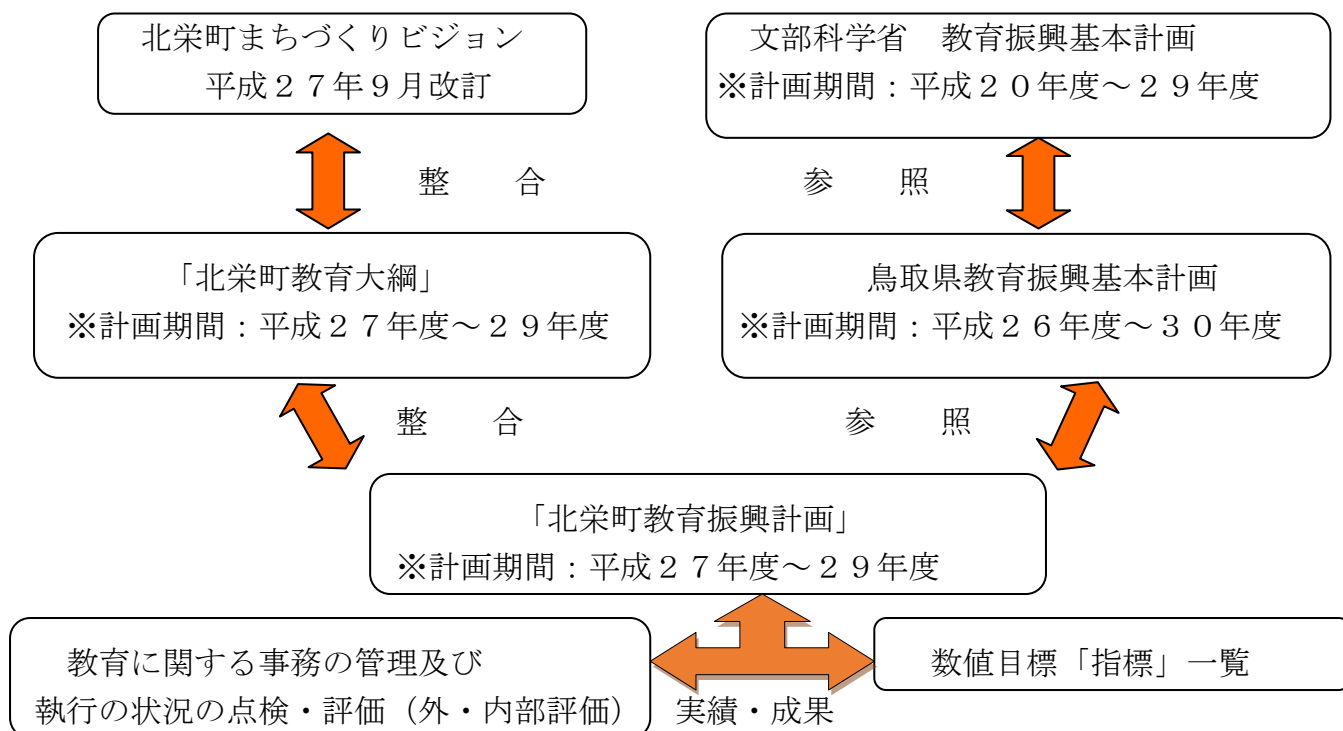 北栄町まちづくりビジョン
平成２７年９月改訂
文部科学省　教育振興基本計画
※計画期間：平成２０年度～２９年度
整　　合
参　　照
「北栄町教育大綱」
※計画期間：平成２７年度～２９年度
鳥取県教育振興基本計画
※計画期間：平成２６年度～３０年度
整　　合
参　　照
「北栄町教育振興計画」
※計画期間：平成２７年度～２９年度
教育に関する事務の管理及び
執行の状況の点検・評価（外・内部評価）
実績・成果
数値目標「指標」一覧